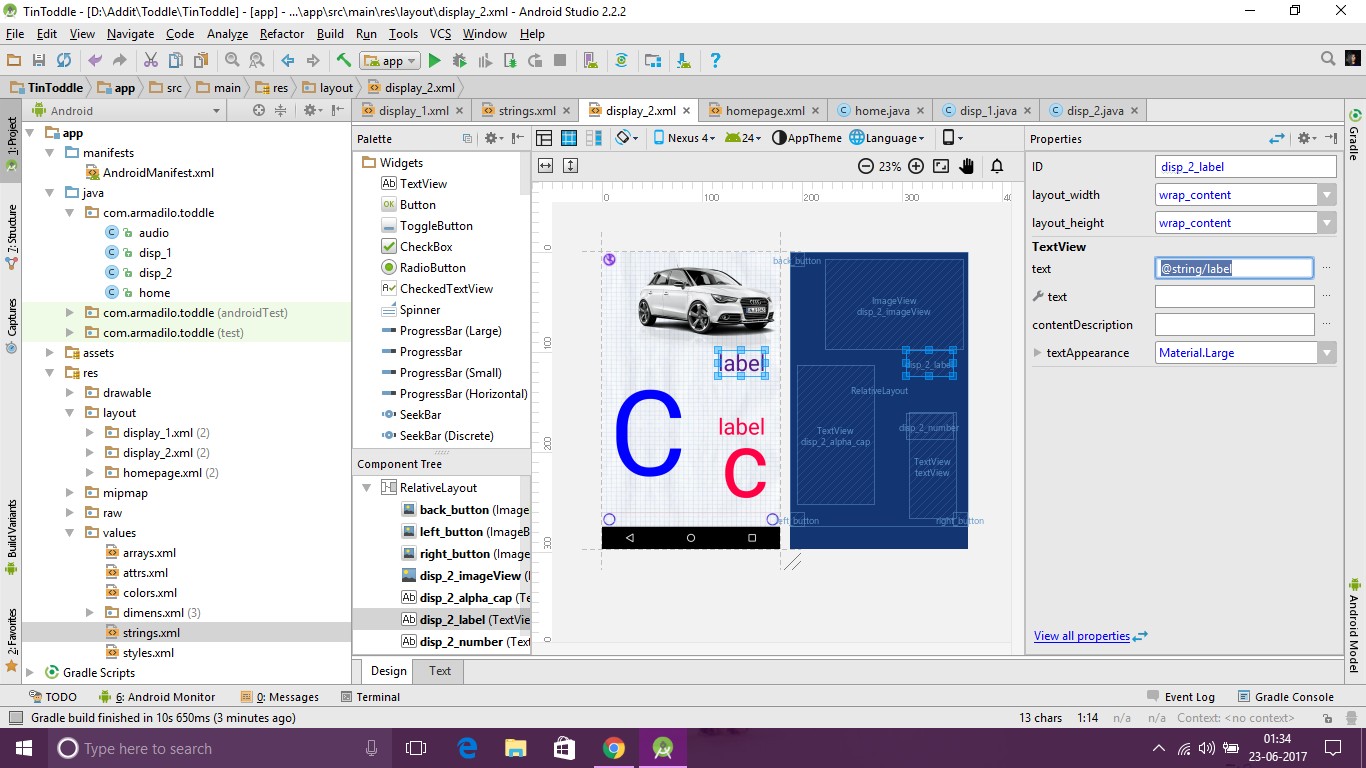 TinToddle - [D:\Addit\Toddle\TinToddle] - [app] - ...\app\src\main\res\layout\display_2.xml - Android Studio 2.2.2
File Edit View Navigate Code Analyze Refactor Build Run Tools VCS Window Help
app
TinToddle app src main res layout display_2.xml
Android
display_1.xml strings.xml display_2.xml homepage.xml home.java disp_1.java disp_2.java
1: Project
7: Structure
Captures
Build Variants
2: Favorites
app
manifests
AndroidManifest.xml
java
com.armadilo.toddle
audio
disp_1
disp_2
home
com.armadilo.toddle (androidTest)
com.armadilo.toddle (test)
assets
res
drawable
layout
display_1.xml (2)
display_2.xml (2)
homepage.xml (2)
mipmap
raw
values
arrays.xml
attrs.xml
colors.xml
dimens.xml (3)
strings.xml
styles.xml
Gradle Scripts
Palette
Widgets
TextView
Button
ToggleButton
CheckBox
RadioButton
CheckedTextView
Spinner
ProgressBar (Large)
ProgressBar
ProgressBar (Small)
ProgressBar (Horizontal)
SeekBar
SeekBar (Discrete)
Component Tree
RelativeLayout
back_button (Image
left_button (ImageB
right_button (Image
disp_2_imageView (I
disp_2_alpha_cap (Te
disp_2_label (TextVie
disp_2_number (Text
Nexus 4 24 AppTheme Language
23%
0 100 200 300 40
0
100
200
300
0
label
C
label
c
back_button
ImageView
disp_2_imageView
disp_2_label
RelativeLayout
TextView
disp_2_alpha_cap
disp_2_number
TextView
textView
left_button
right_button
Design Text
Properties
ID disp_2_label
layout_width wrap_content
layout_height wrap_content
TextView
text @string/label
text
contentDescription
textAppearance Material.Large
View all properties
Gradle
Android Model
TODO 6: Android Monitor 0: Messages Terminal Event Log Gradle Console
Gradle build finished in 10s 650ms (3 minutes ago) 13 chars 1:14 n/a n/a Context: <no context>
Type here to search
01:34
23-06-2017